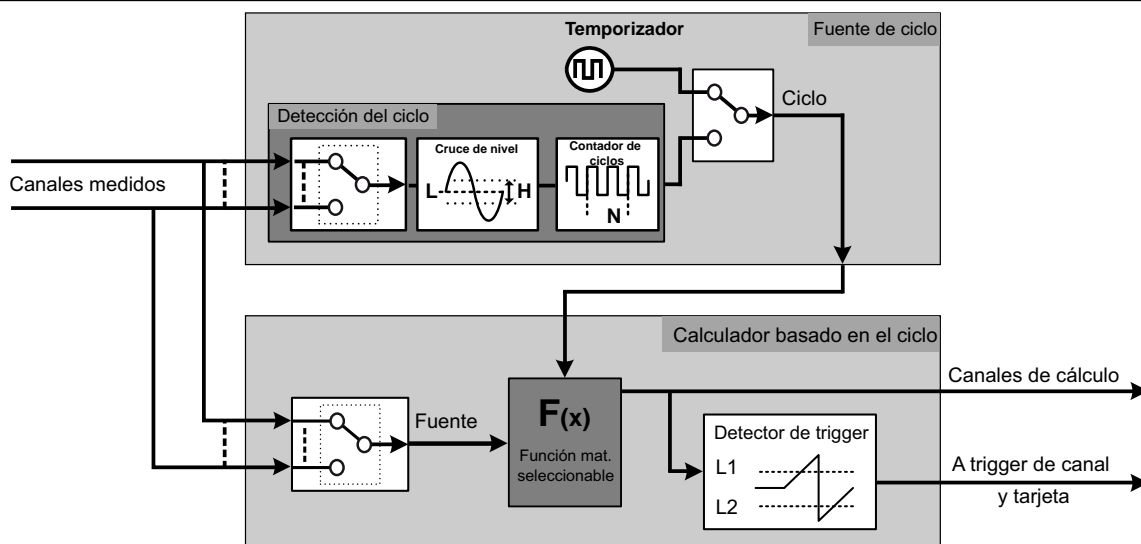 Temporizador
Fuente de ciclo
Ciclo
Detección del ciclo
Cruce de nivel
L
H
Contador de
ciclos
N
Canales medidos
Calculador basado en el ciclo
Fuente
F(x)
Función mat.
seleccionable
Canales de cálculo
Detector de trigger
L1
L2
A trigger de canal
y tarjeta